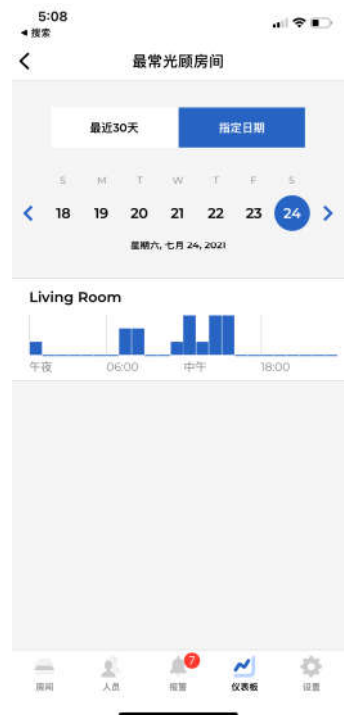 5:08
◀ 搜索
最常光顾房间
最近30天 指定日期
S M T W T F S
18 19 20 21 22 23 24
星期六, 七月 24, 2021
Living Room
午夜 06:00 中午 18:00
7
房间 人员 报警 仪表板 设置